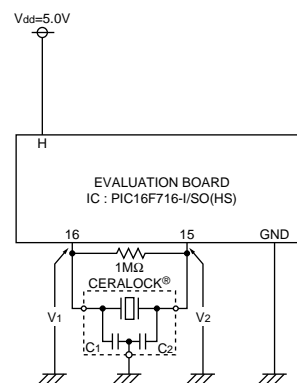 Vdd=5.0V
H
EVALUATION BOARD
IC : PIC16F716-I/SO(HS)
16
15
GND
1MΩ
CERALOCK®
V1
V2
C1
C2